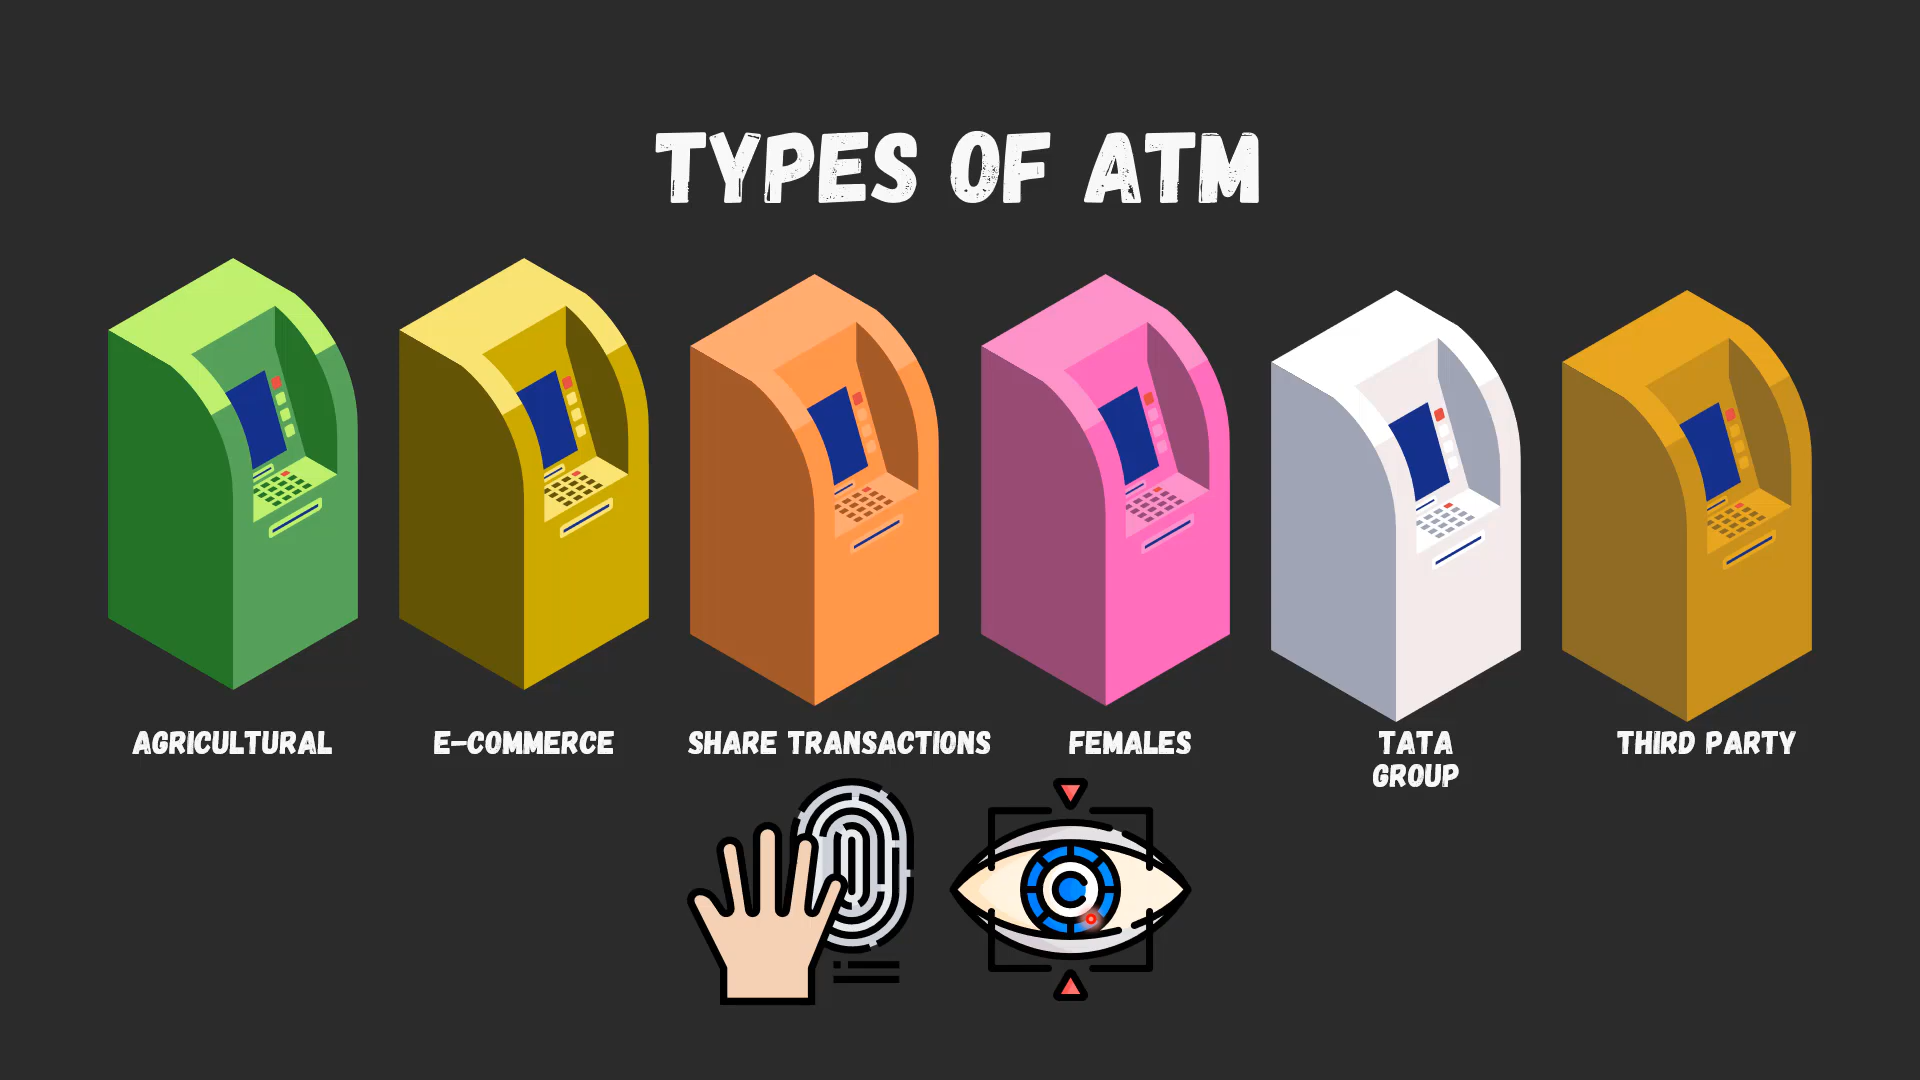 TYPES OF ATM
AGRICULTURAL
E-COMMERCE
SHARE TRANSACTIONS
FEMALES
TATA
GROUP
THIRD PARTY